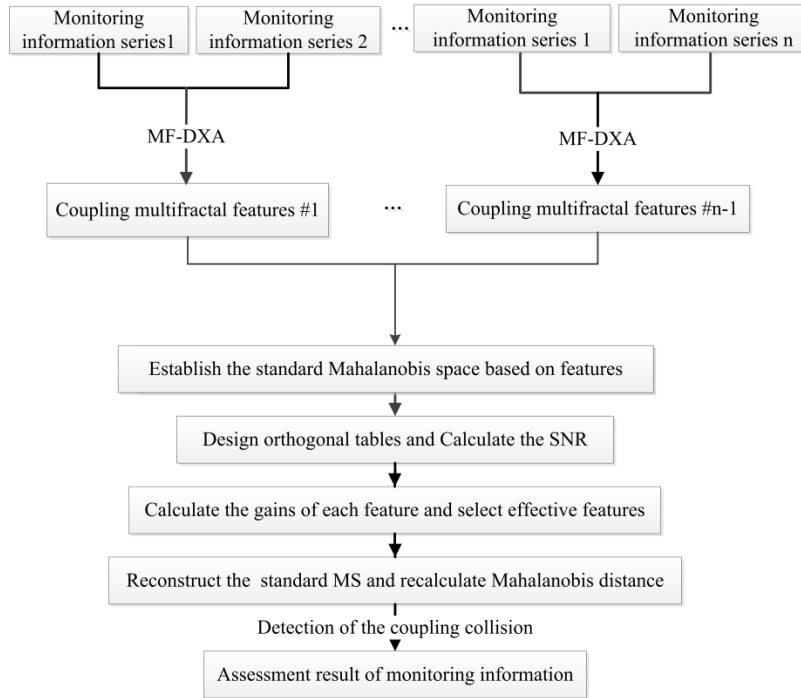 Monitoring
information series1
Monitoring
information series 2
...
Monitoring
information series 1
Monitoring
information series n
MF-DXA
MF-DXA
Coupling multifractal features #1
...
Coupling multifractal features #n-1
Establish the standard Mahalanobis space based on features
Design orthogonal tables and Calculate the SNR
Calculate the gains of each feature and select effective features
Reconstruct the standard MS and recalculate Mahalanobis distance
Detection of the coupling collision
Assessment result of monitoring information